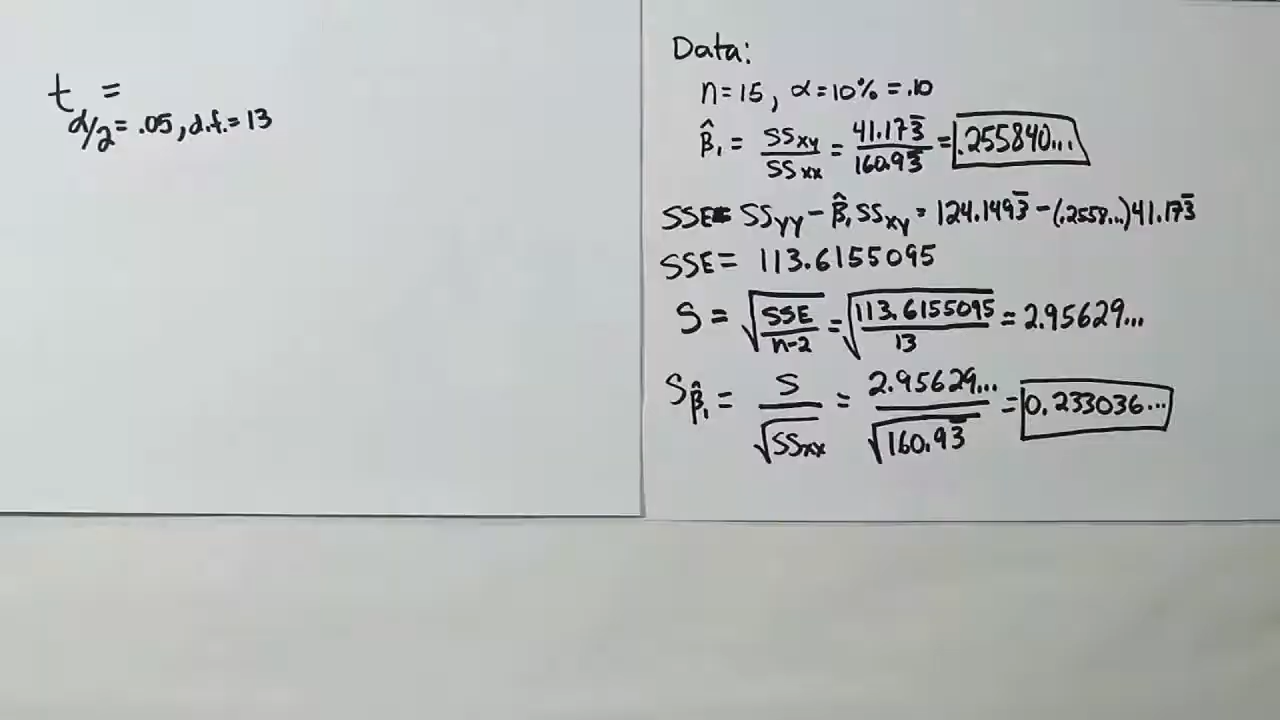 t α/2 = .05, d.f. = 13 =
Data:
n = 15, α = 10% = .10
β̂₁ = SSxy/SSxx = 41.173̅/160.93̅ = .255840...
SSE = SSyy − β̂₁ SSxy = 124.1493̅ − (.2558...)41.173̅
SSE = 113.6155095
S = √(SSE/n-2) = √(113.6155095/13) = 2.95629...
Sβ̂₁ = S/√SSxx = 2.95629.../√160.93̅ = 0.233036...